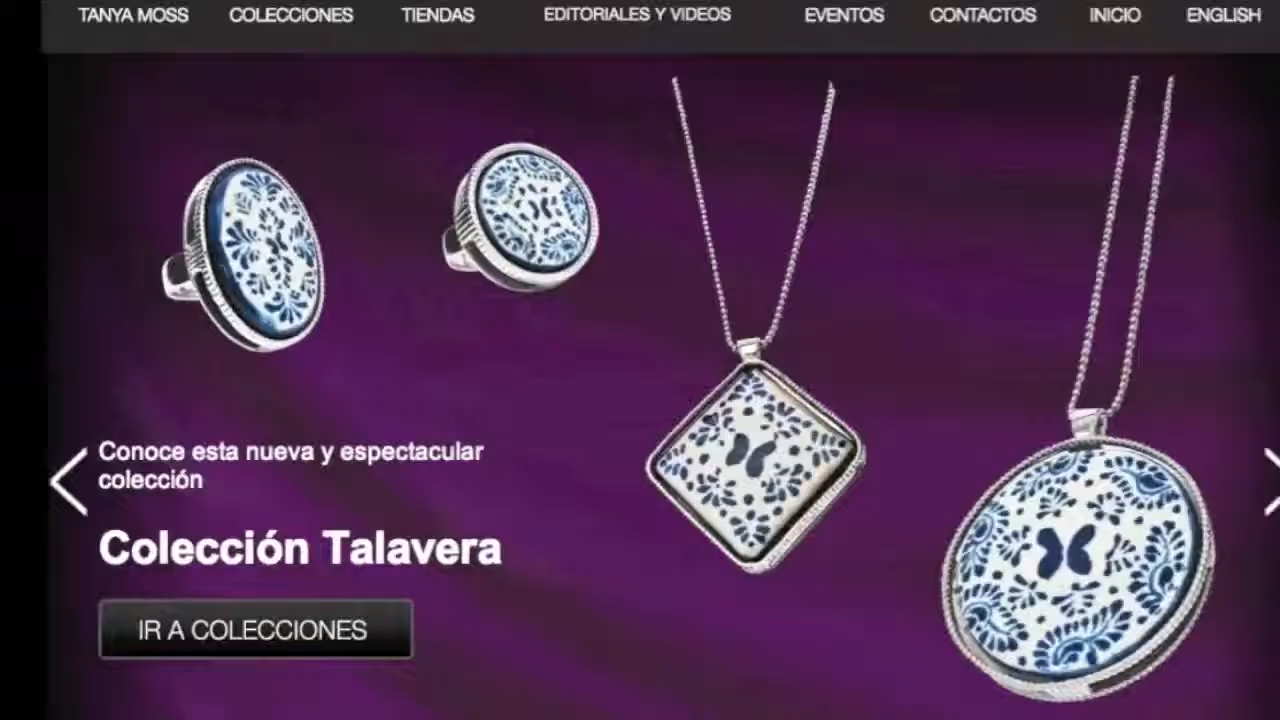 TANYA MOSS COLECCIONES TIENDAS EDITORIALES Y VIDEOS EVENTOS CONTACTOS INICIO ENGLISH
Conoce esta nueva y espectacular
colección
Colección Talavera
IR A COLECCIONES